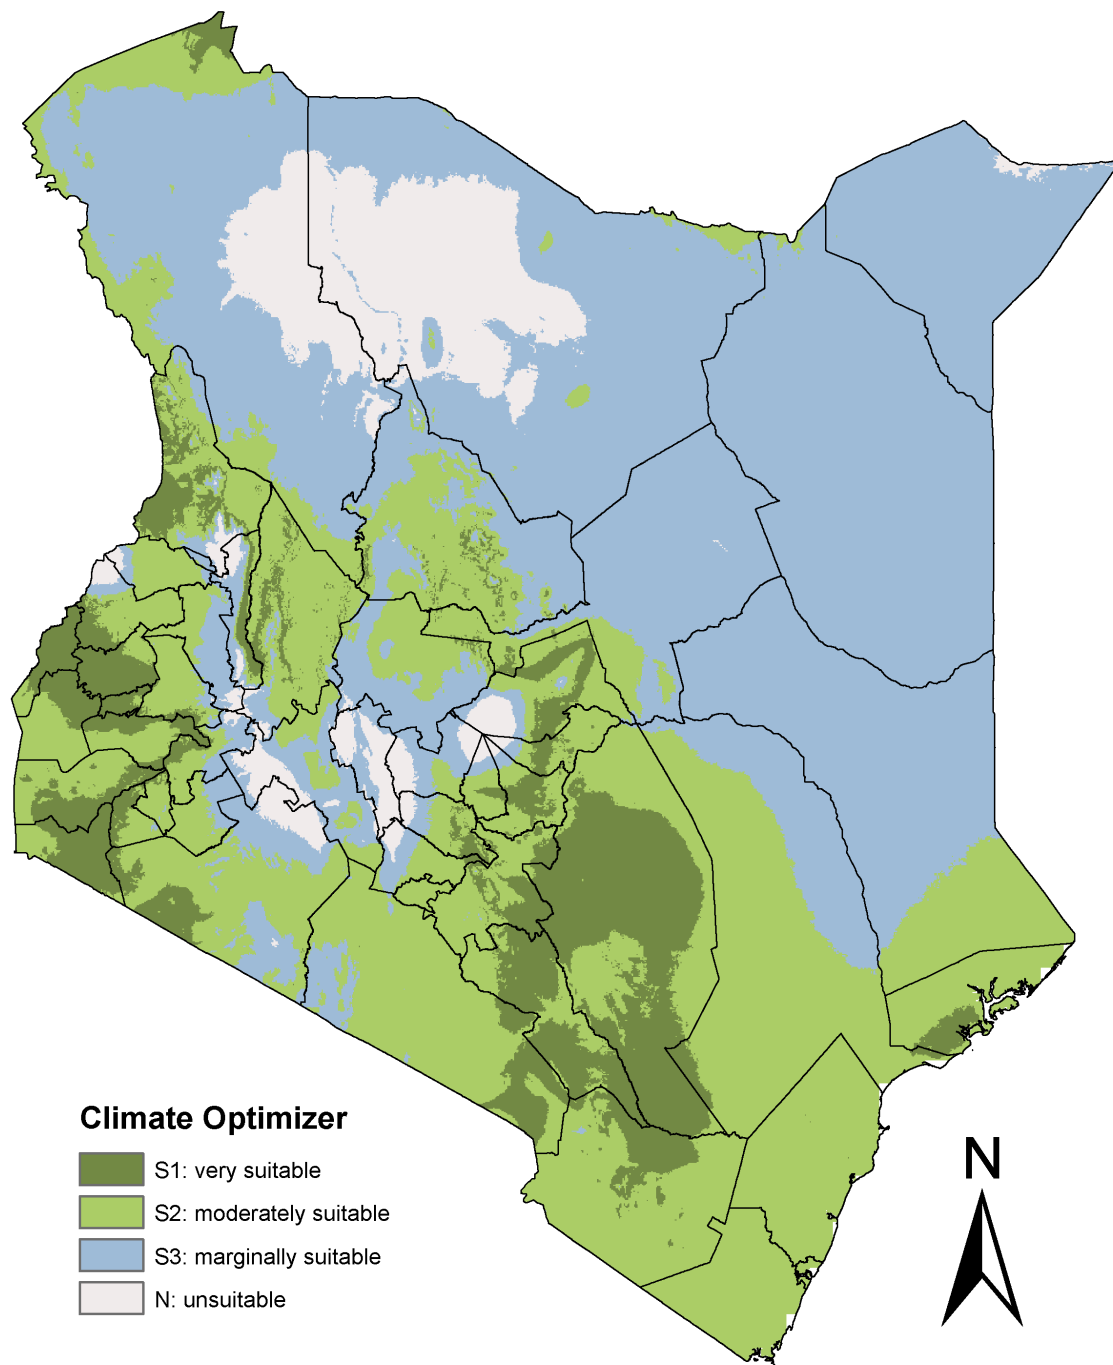 Climate Optimizer
S1: very suitable
S2: moderately suitable
S3: marginally suitable
N: unsuitable
N